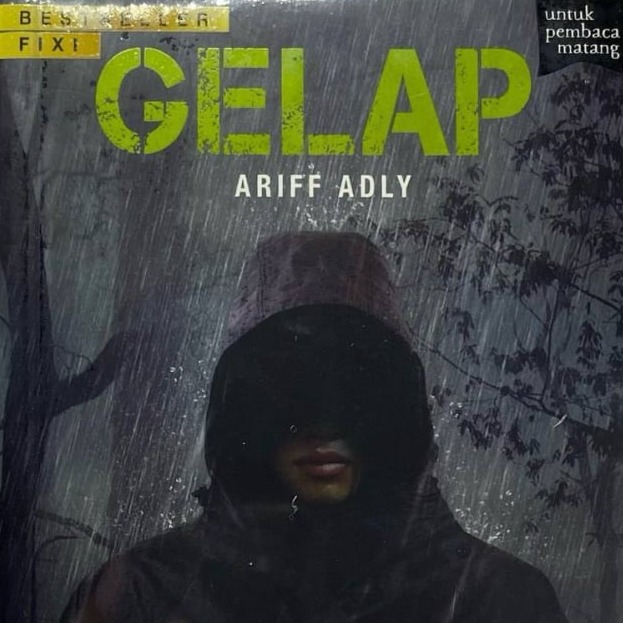 BESTSELLER
FIXI
untuk
pembaca
matang
GELAP
ARIFF ADLY